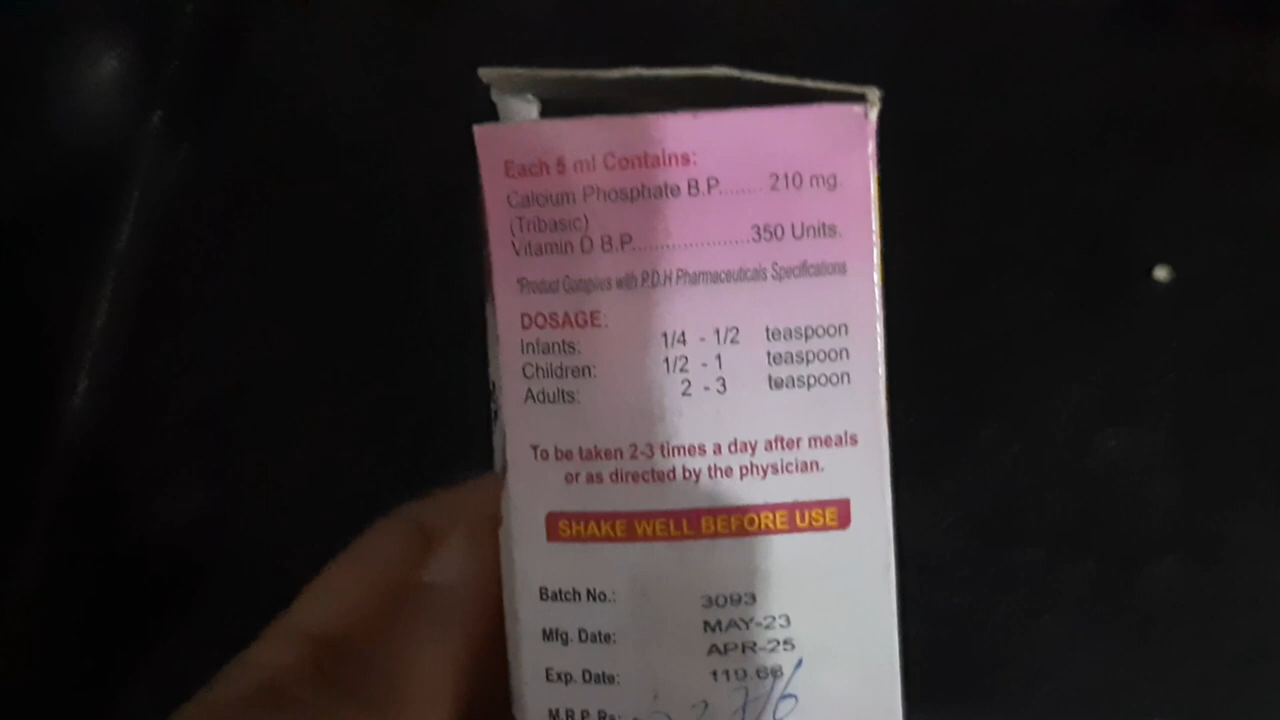 Each 5 ml Contains:
Calcium Phosphate B.P........ 210 mg.
(Tribasic)
Vitamin D B.P.....................350 Units.
*Product Complies with P.D.H Pharmaceuticals Specifications
DOSAGE:
Infants: 1/4 - 1/2 teaspoon
Children: 1/2 - 1 teaspoon
Adults: 2 - 3 teaspoon
To be taken 2-3 times a day after meals
or as directed by the physician.
SHAKE WELL BEFORE USE
Batch No.: 3093
Mfg. Date: MAY-23
APR-25
Exp. Date: 110.66
M.R.P. Rs: